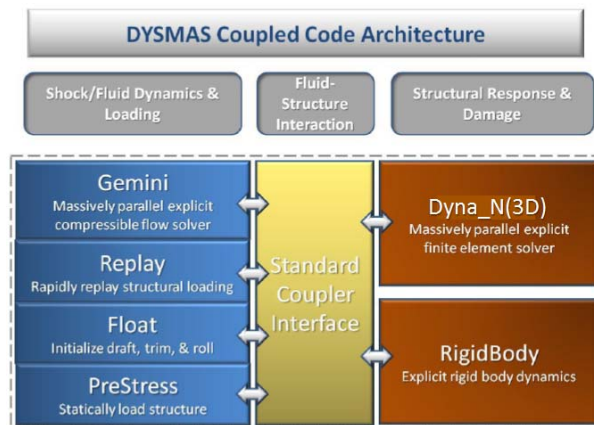 DYSMAS Coupled Code Architecture
Shock/Fluid Dynamics &
Loading
Fluid-
Structure
Interaction
Structural Response &
Damage
Gemini
Massively parallel explicit
compressible flow solver
Replay
Rapidly replay structural loading
Float
Initialize draft, trim, & roll
PreStress
Statically load structure
Standard
Coupler
Interface
Dyna_N(3D)
Massively parallel explicit
finite element solver
RigidBody
Explicit rigid body dynamics